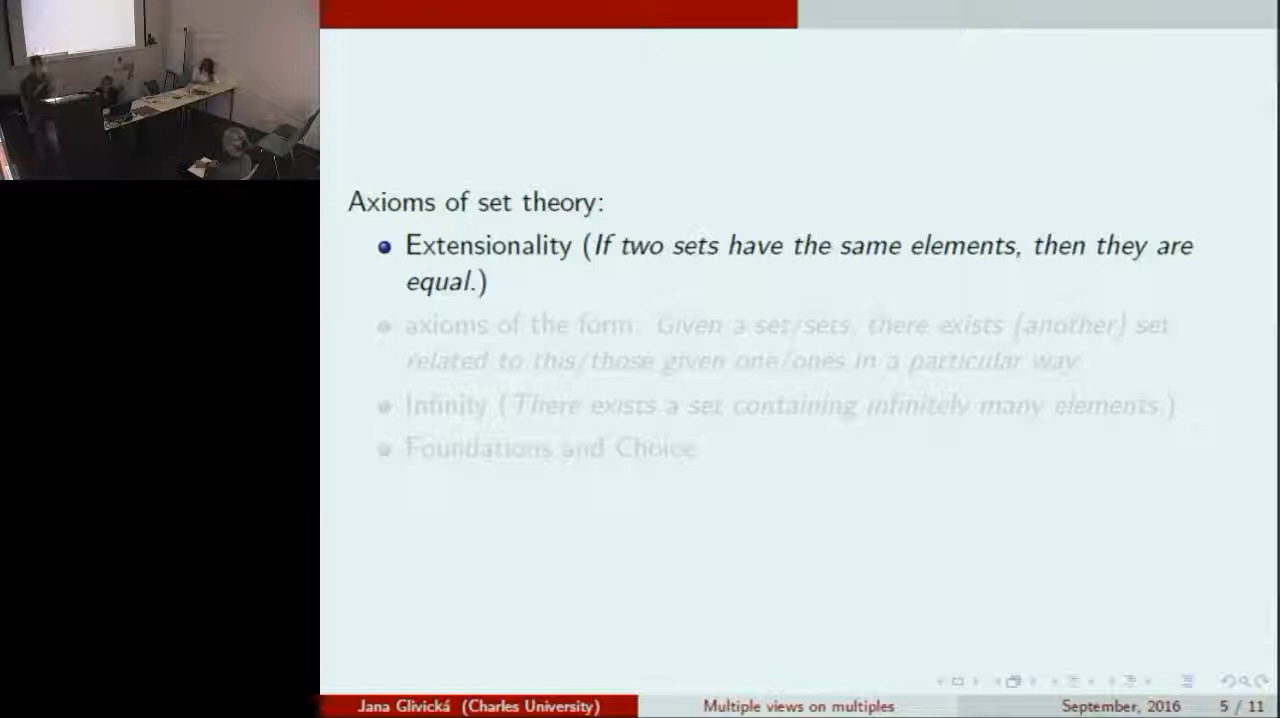 Axioms of set theory:
Extensionality (If two sets have the same elements, then they are
equal.)
axioms of the form: Given a set/sets, there exists (another) set
related to this/those given one/ones in a particular way
Infinity (There exists a set containing infinitely many elements.)
Foundations and Choice
Jana Glivická (Charles University) Multiple views on multiples September, 2016 5 / 11